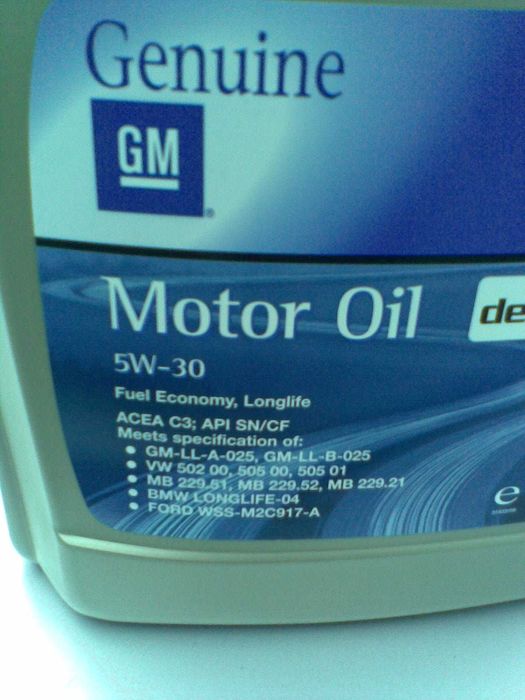 Genuine
GM
Motor Oil
de
5W-30
Fuel Economy, Longlife
ACEA C3; API SN/CF
Meets specification of:
• GM-LL-A-025, GM-LL-B-025
• VW 502 00, 505 00, 505 01
• MB 229.51, MB 229.52, MB 229.21
• BMW LONGLIFE-04
• FORD WSS-M2C917-A
e